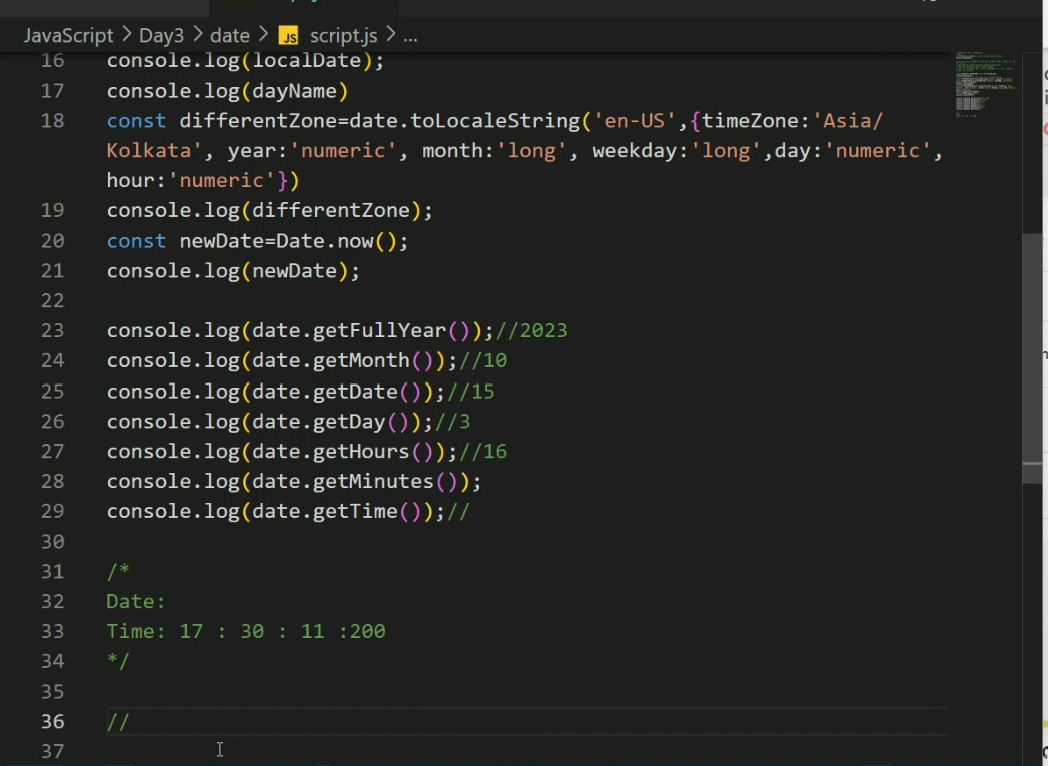 JavaScript > Day3 > date > JS script.js > ...
16 console.log(localDate);
17 console.log(dayName)
18 const differentZone=date.toLocaleString('en-US',{timeZone:'Asia/
Kolkata', year:'numeric', month:'long', weekday:'long',day:'numeric',
hour:'numeric'})
19 console.log(differentZone);
20 const newDate=Date.now();
21 console.log(newDate);
22
23 console.log(date.getFullYear());//2023
24 console.log(date.getMonth());//10
25 console.log(date.getDate());//15
26 console.log(date.getDay());//3
27 console.log(date.getHours());//16
28 console.log(date.getMinutes());
29 console.log(date.getTime());//
30
31 /*
32 Date:
33 Time: 17 : 30 : 11 :200
34 */
35
36 //
37